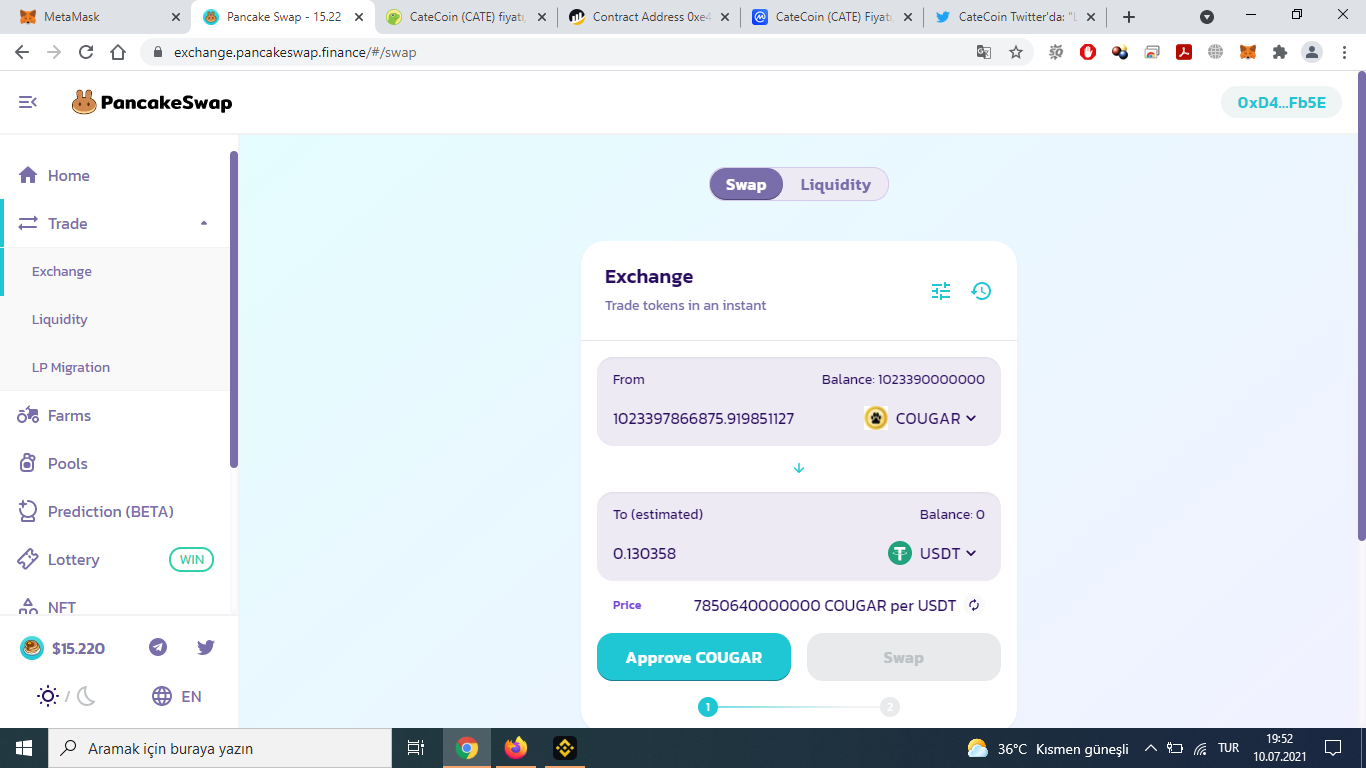 MetaMask
Pancake Swap - 15.22
CateCoin (CATE) fiyatı,
Contract Address 0xe4
CateCoin (CATE) Fiyatı,
CateCoin Twitter'da: "L
exchange.pancakeswap.finance/#/swap
PancakeSwap
0xD4...Fb5E
Home
Trade
Exchange
Liquidity
LP Migration
Farms
Pools
Prediction (BETA)
Lottery
WIN
NFT
$15.220
/
EN
Swap
Liquidity
Exchange
Trade tokens in an instant
From
Balance: 1023390000000
1023397866875.919851127
COUGAR
To (estimated)
Balance: 0
0.130358
USDT
Price
7850640000000 COUGAR per USDT
Approve COUGAR
Swap
1
2
Aramak için buraya yazın
36°C Kısmen güneşli
TUR
19:52
10.07.2021